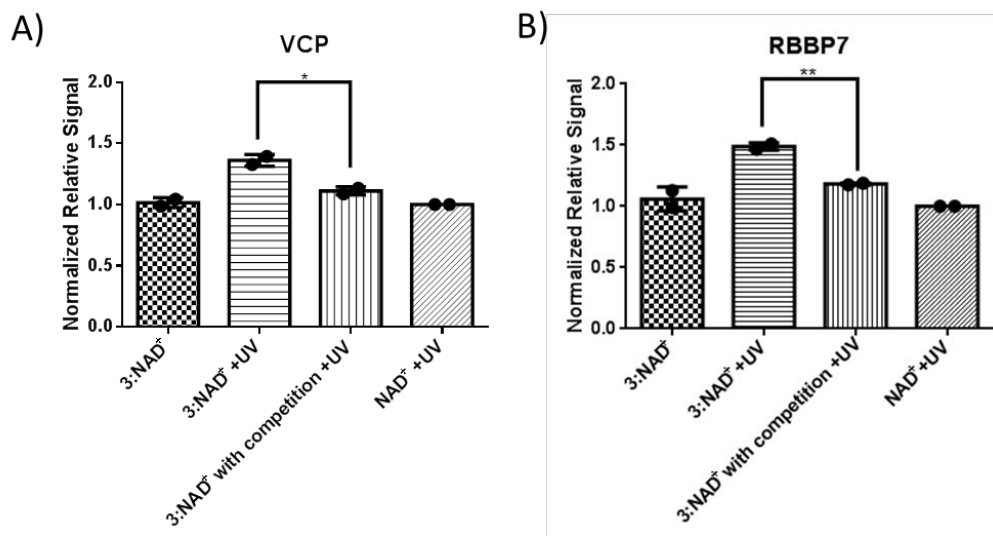 A)
VCP
Normalized Relative Signal
2.0
1.5
1.0
0.5
0.0
*
3:NAD⁺
3:NAD⁺ +UV
3:NAD⁺ with competition +UV
NAD⁺ +UV
B)
RBBP7
Normalized Relative Signal
2.0
1.5
1.0
0.5
0.0
**
3:NAD⁺
3:NAD⁺ +UV
3:NAD⁺ with competition +UV
NAD⁺ +UV